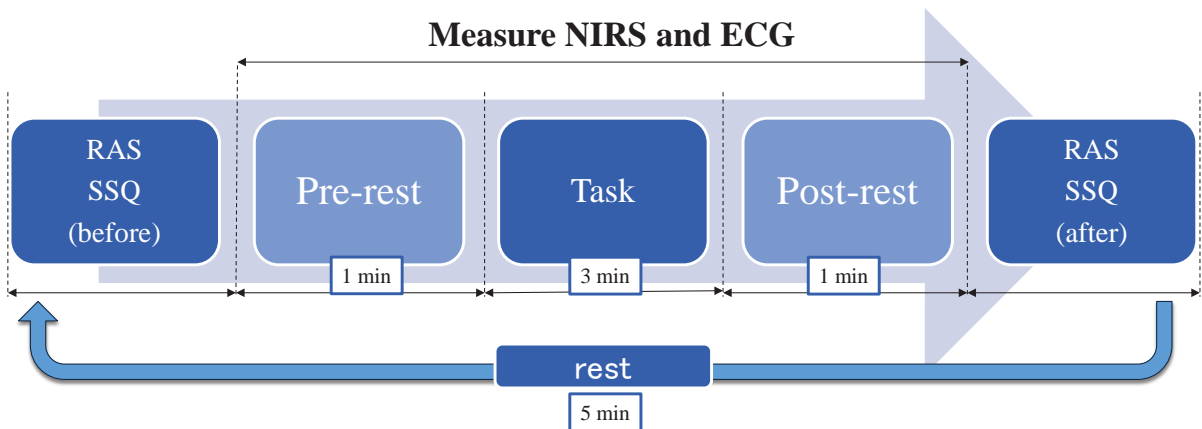 Measure NIRS and ECG
RAS
SSQ
(before)
Pre-rest
Task
Post-rest
RAS
SSQ
(after)
1 min
3 min
1 min
rest
5 min